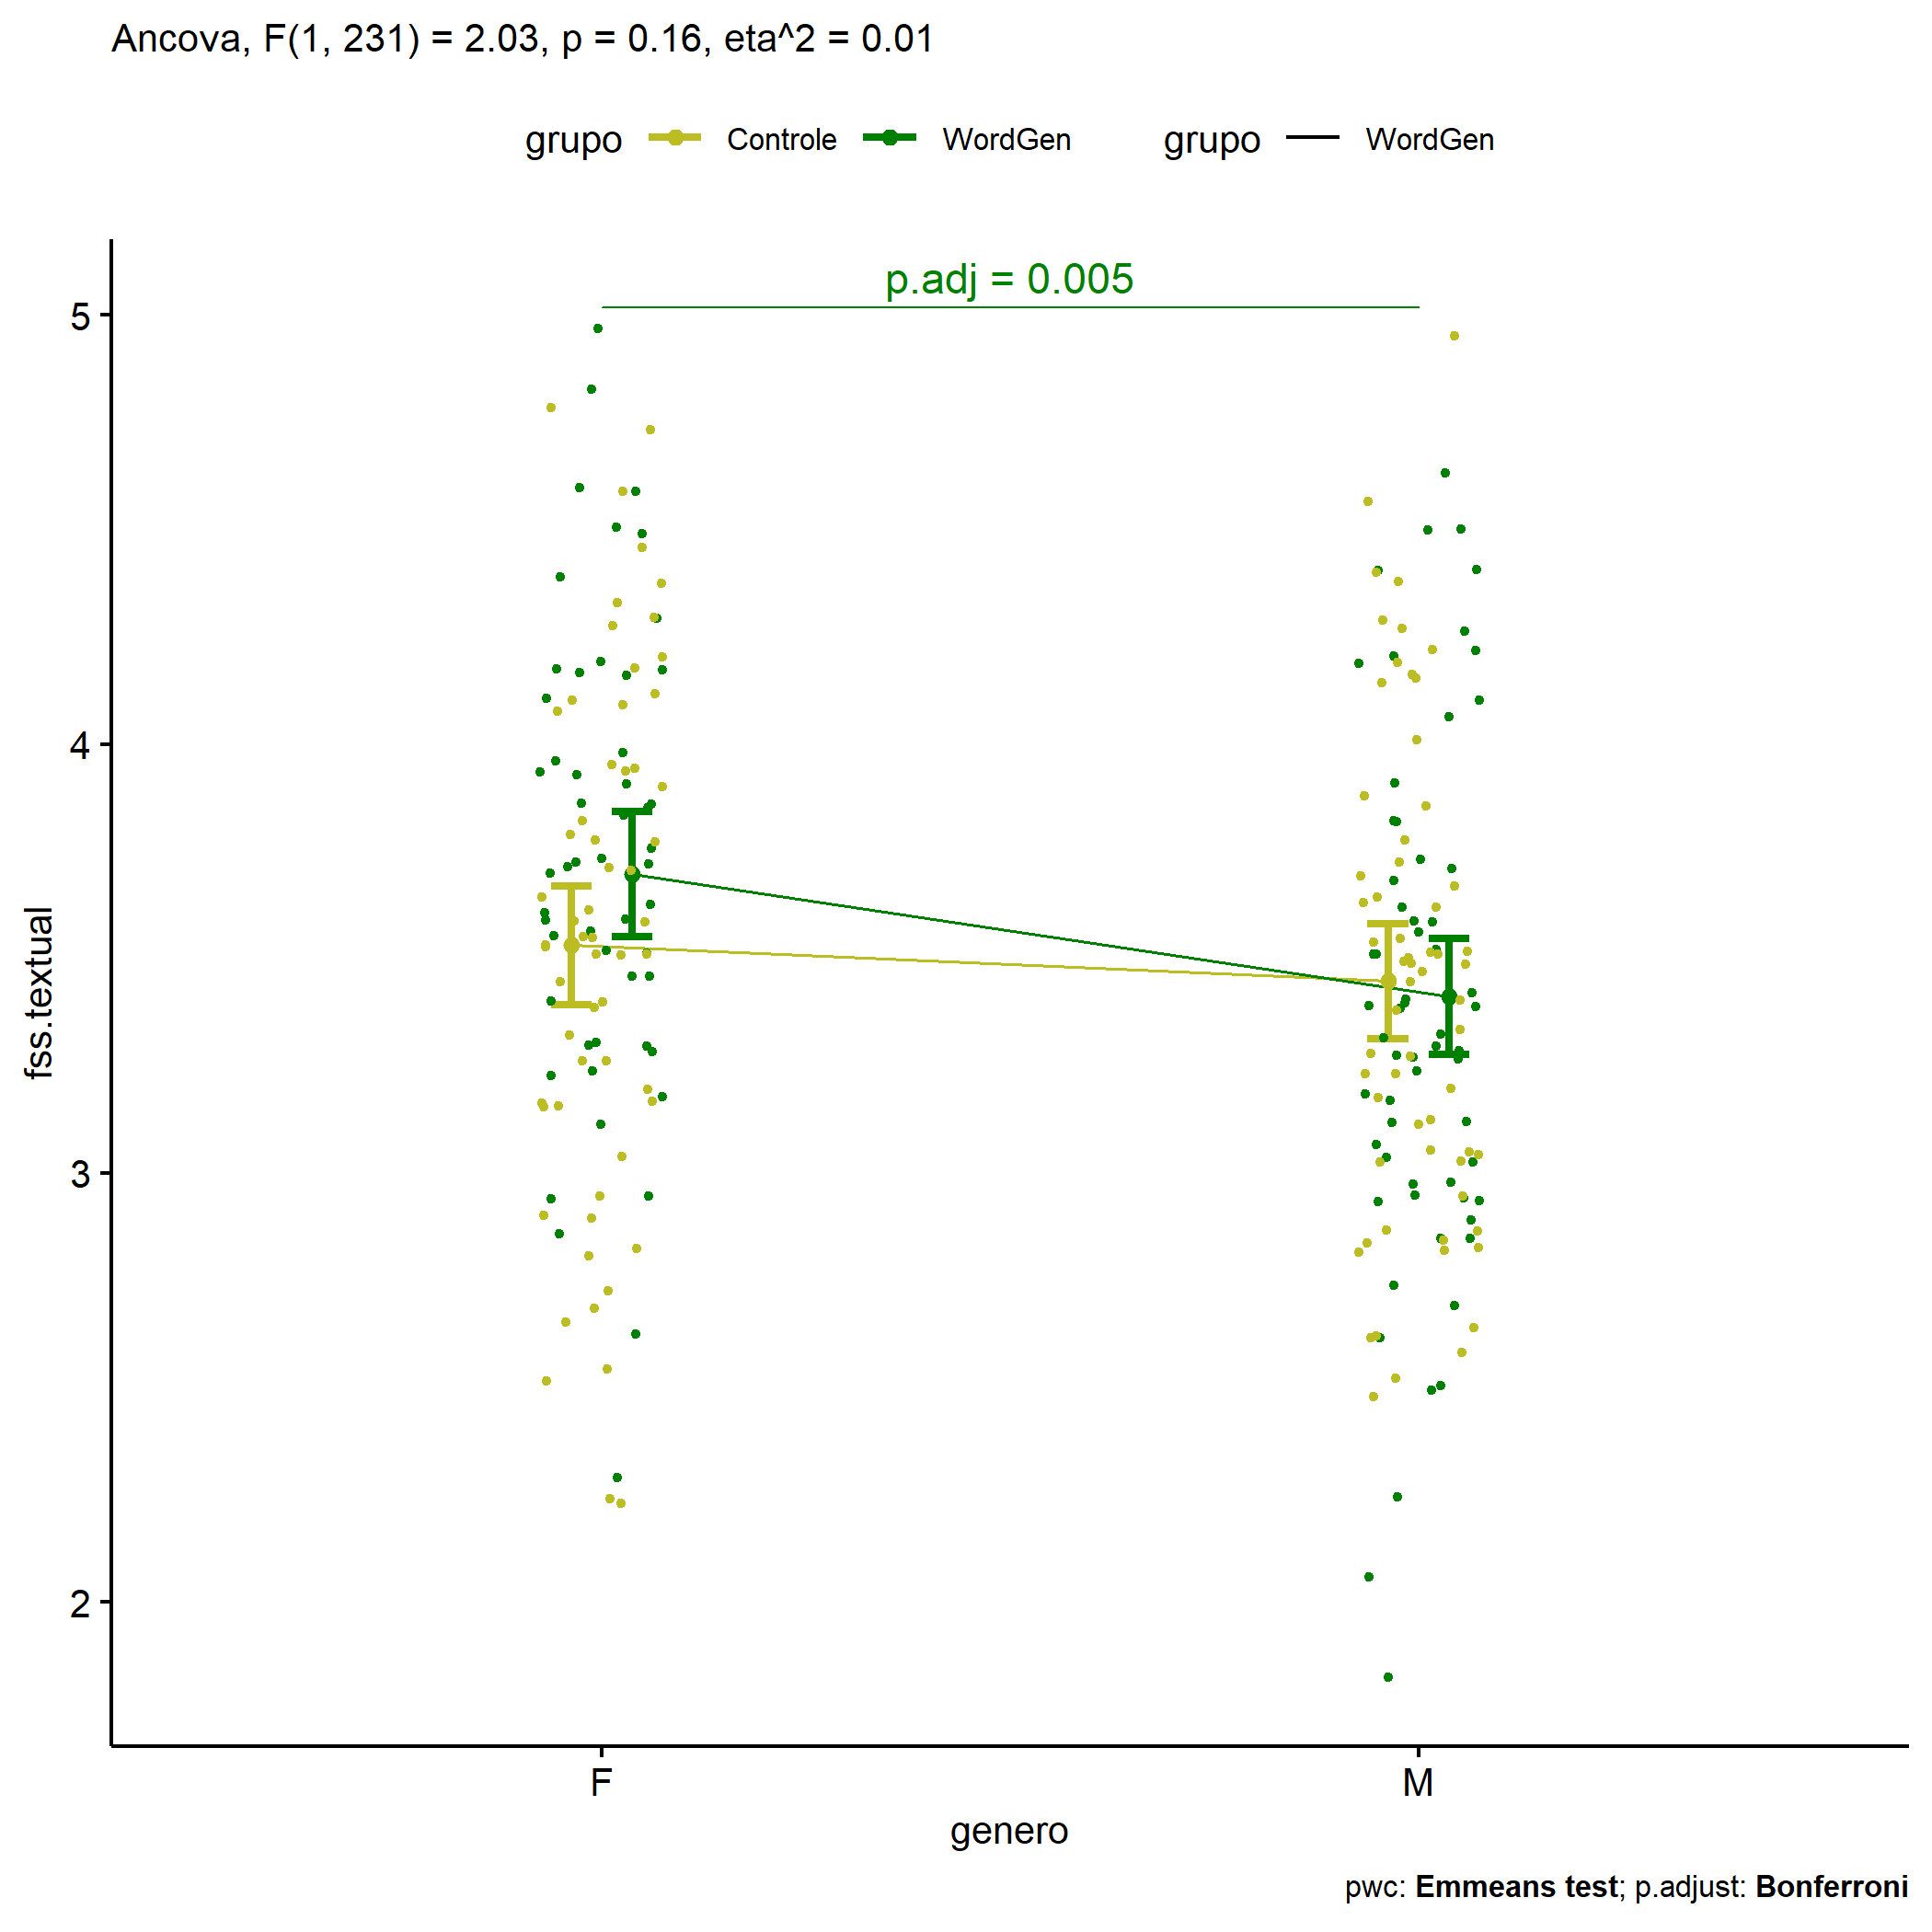 Ancova, F(1, 231) = 2.03, p = 0.16, eta^2 = 0.01
grupo Controle WordGen grupo WordGen
p.adj = 0.005
5
4
3
2
fss.textual
F M
genero
pwc: Emmeans test; p.adjust: Bonferroni